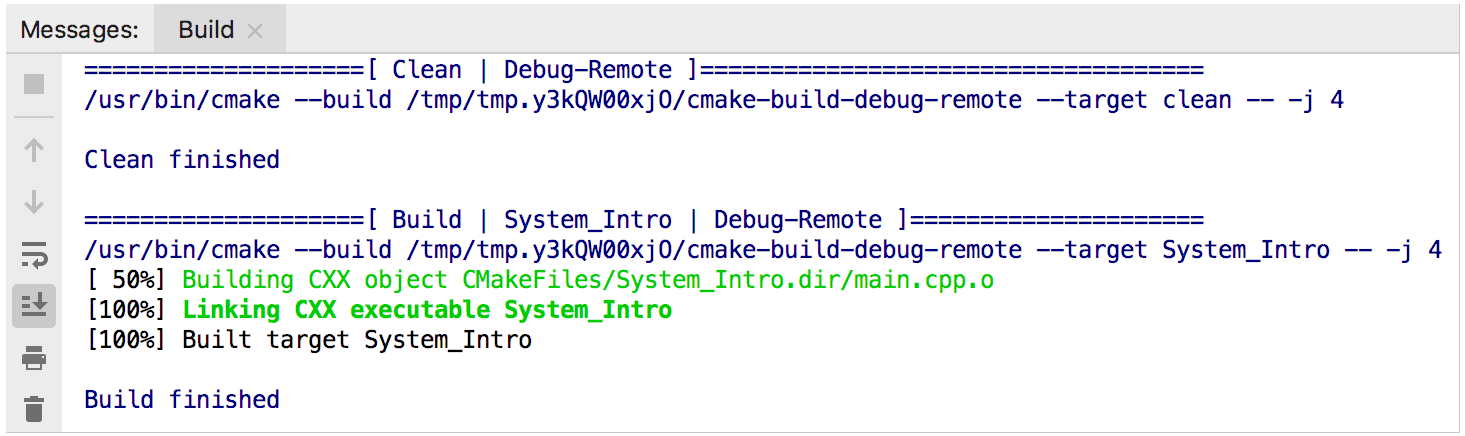 Messages: Build ×
====================[ Clean | Debug-Remote ]====================================
/usr/bin/cmake --build /tmp/tmp.y3kQW00xjO/cmake-build-debug-remote --target clean -- -j 4
Clean finished
====================[ Build | System_Intro | Debug-Remote ]=====================
/usr/bin/cmake --build /tmp/tmp.y3kQW00xjO/cmake-build-debug-remote --target System_Intro -- -j 4
[ 50%] Building CXX object CMakeFiles/System_Intro.dir/main.cpp.o
[100%] Linking CXX executable System_Intro
[100%] Built target System_Intro
Build finished